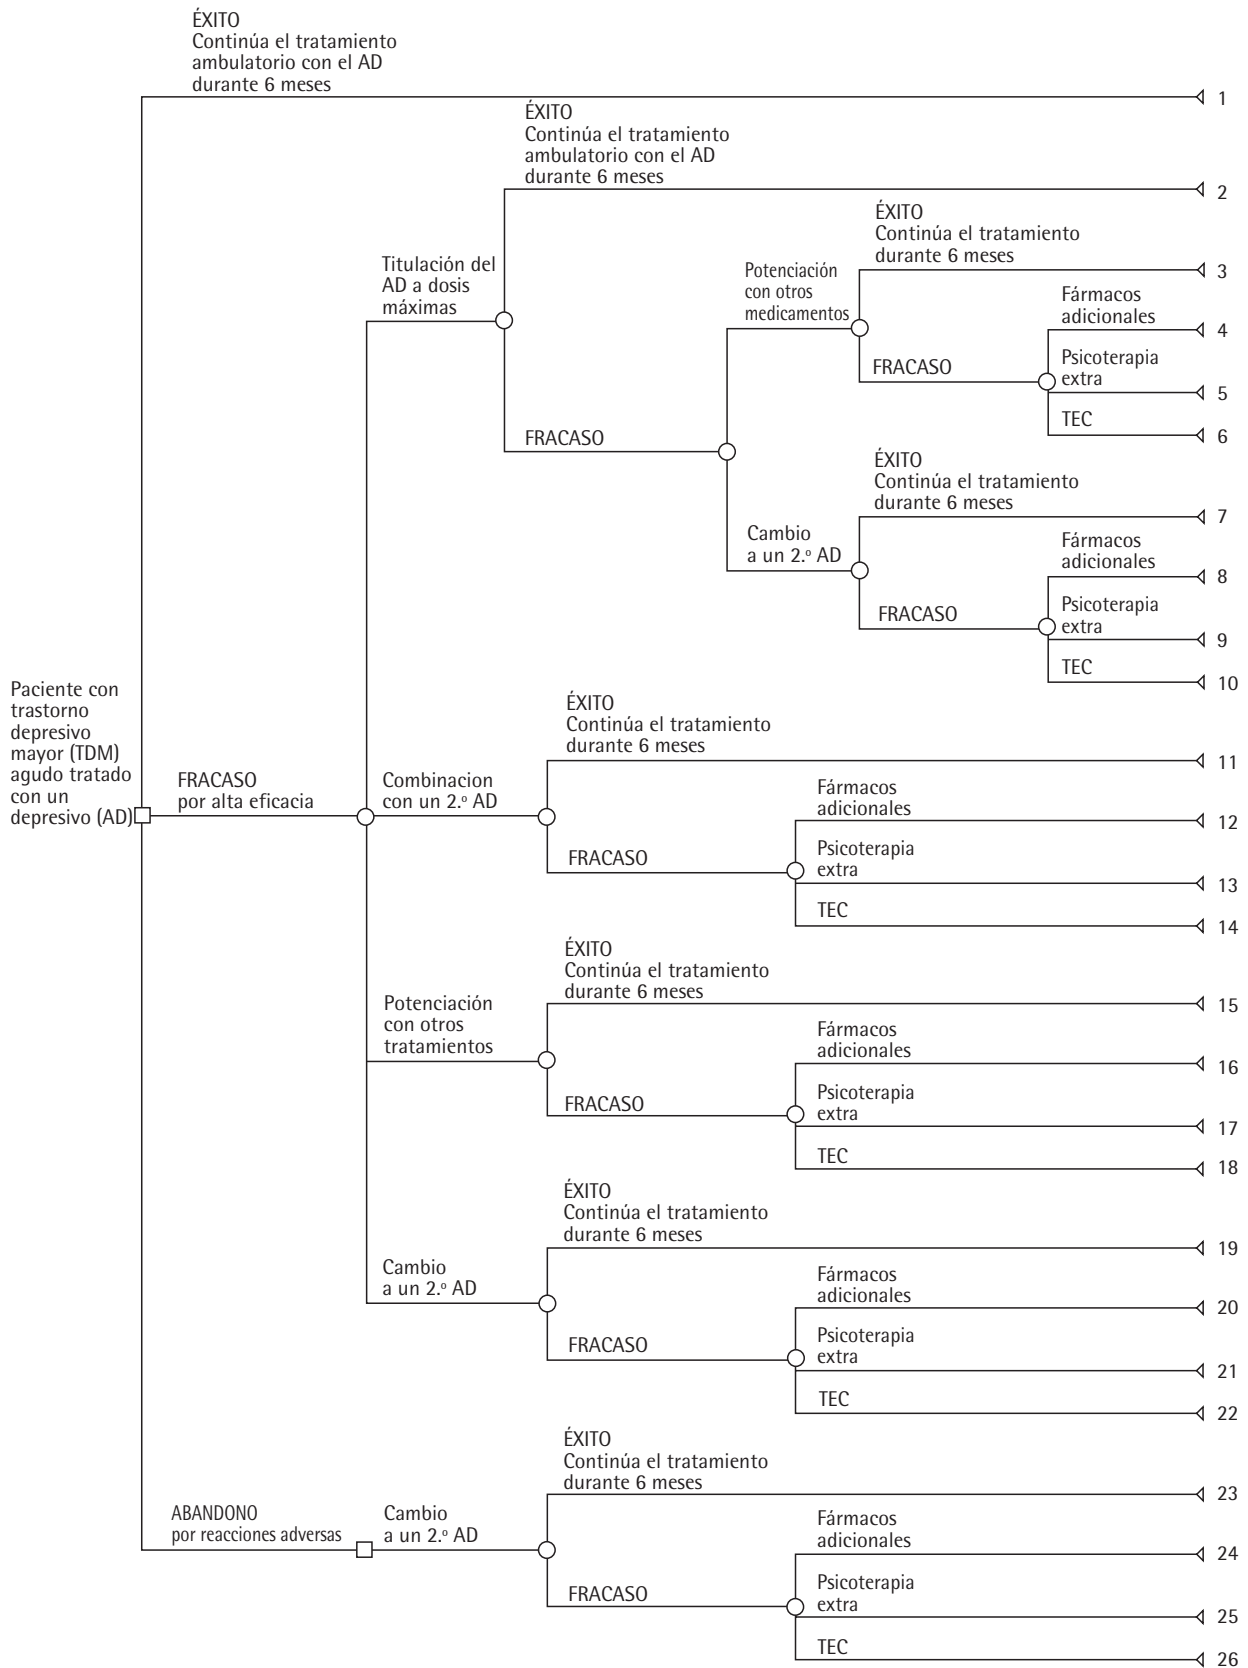 ÉXITO
Continúa el tratamiento
ambulatorio con el AD
durante 6 meses
1
ÉXITO
Continúa el tratamiento
ambulatorio con el AD
durante 6 meses
2
Titulación del
AD a dosis
máximas
ÉXITO
Continúa el tratamiento
durante 6 meses
3
Potenciación
con otros
medicamentos
Fármacos
adicionales
4
FRACASO
Psicoterapia
extra
5
TEC
6
FRACASO
ÉXITO
Continúa el tratamiento
durante 6 meses
7
Cambio
a un 2.º AD
Fármacos
adicionales
8
FRACASO
Psicoterapia
extra
9
TEC
10
Paciente con
trastorno
depresivo
mayor (TDM)
agudo tratado
con un
depresivo (AD)
FRACASO
por alta eficacia
Combinacion
con un 2.º AD
ÉXITO
Continúa el tratamiento
durante 6 meses
11
Fármacos
adicionales
12
FRACASO
Psicoterapia
extra
13
TEC
14
Potenciación
con otros
tratamientos
ÉXITO
Continúa el tratamiento
durante 6 meses
15
Fármacos
adicionales
16
FRACASO
Psicoterapia
extra
17
TEC
18
Cambio
a un 2.º AD
ÉXITO
Continúa el tratamiento
durante 6 meses
19
Fármacos
adicionales
20
FRACASO
Psicoterapia
extra
21
TEC
22
ABANDONO
por reacciones adversas
Cambio
a un 2.º AD
ÉXITO
Continúa el tratamiento
durante 6 meses
23
Fármacos
adicionales
24
FRACASO
Psicoterapia
extra
25
TEC
26